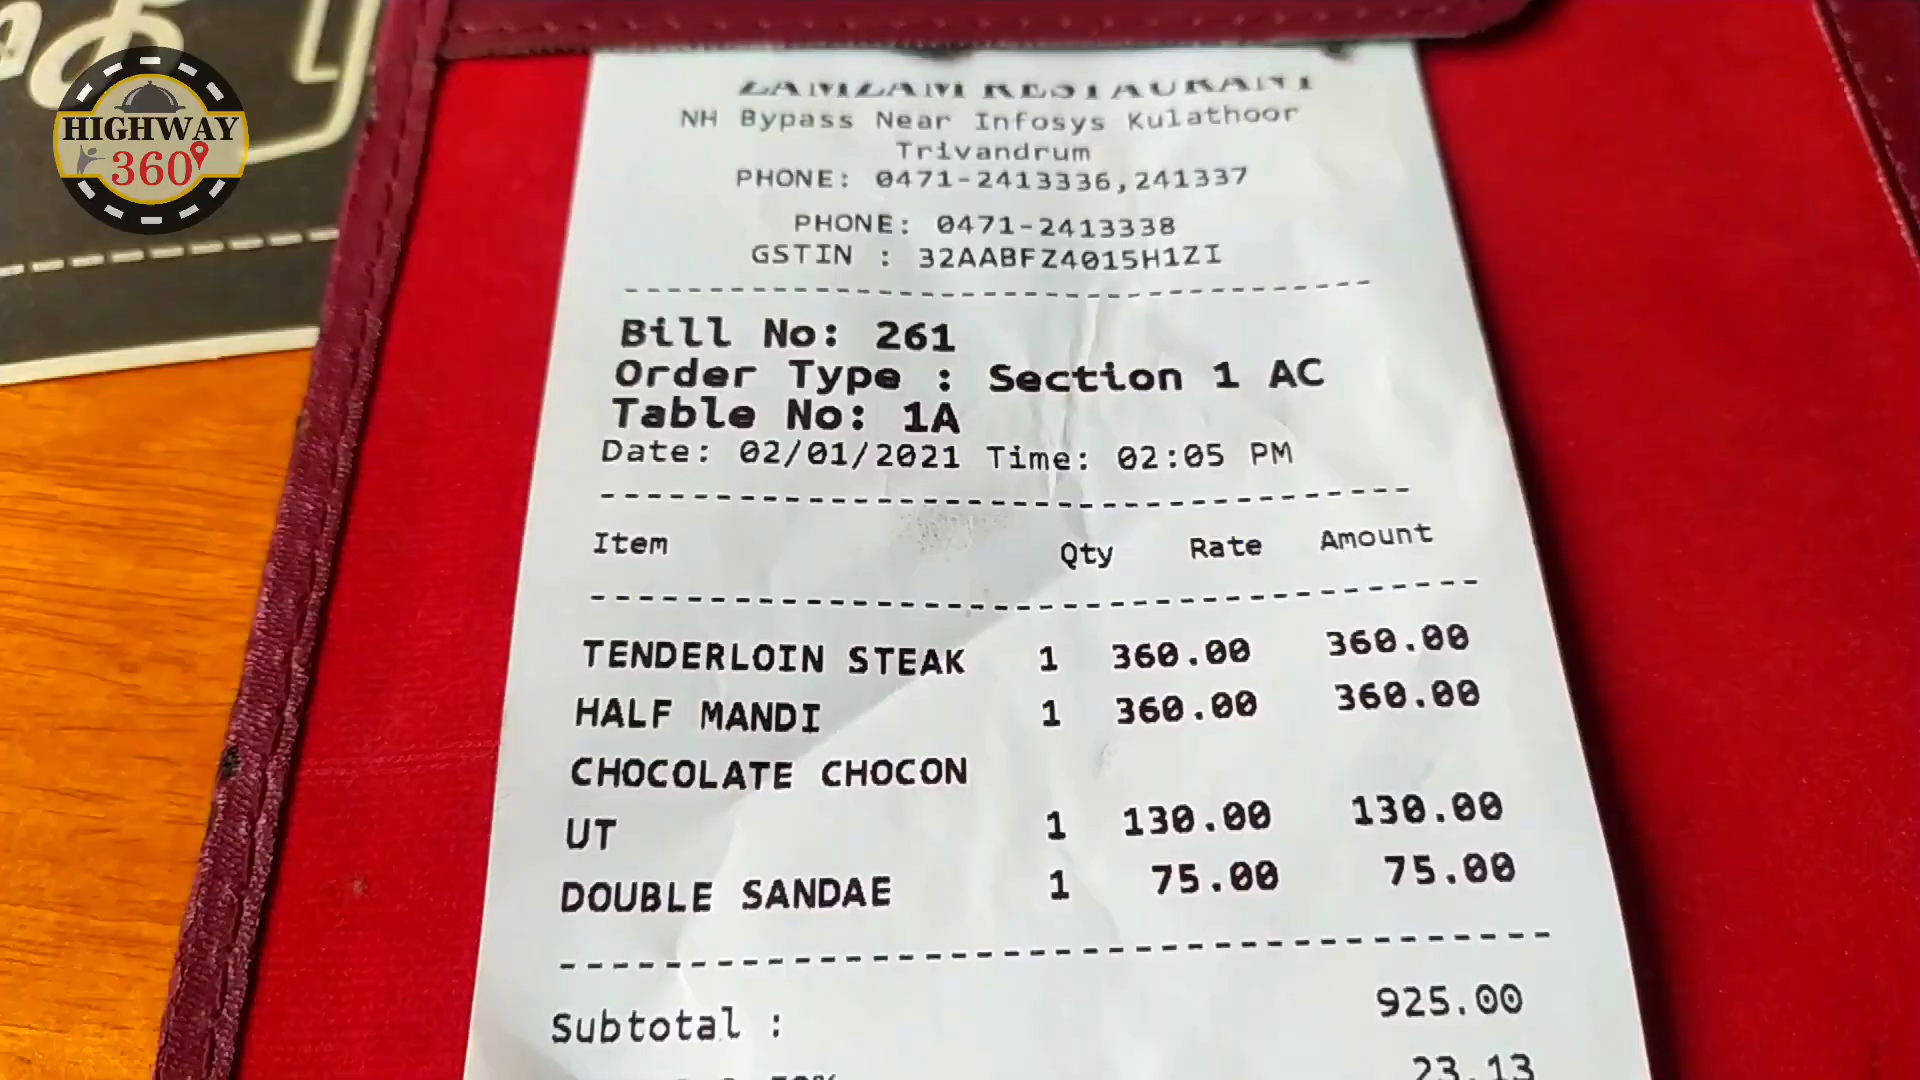 HIGHWAY
360
ZAMZAM RESTAURANT
NH Bypass Near Infosys Kulathoor
Trivandrum
PHONE: 0471-2413336,241337
PHONE: 0471-2413338
GSTIN : 32AABFZ4015H1ZI
Bill No: 261
Order Type : Section 1 AC
Table No: 1A
Date: 02/01/2021 Time: 02:05 PM
Item Qty Rate Amount
TENDERLOIN STEAK 1 360.00 360.00
HALF MANDI 1 360.00 360.00
CHOCOLATE CHOCON
UT 1 130.00 130.00
DOUBLE SANDAE 1 75.00 75.00
Subtotal : 925.00
23.13